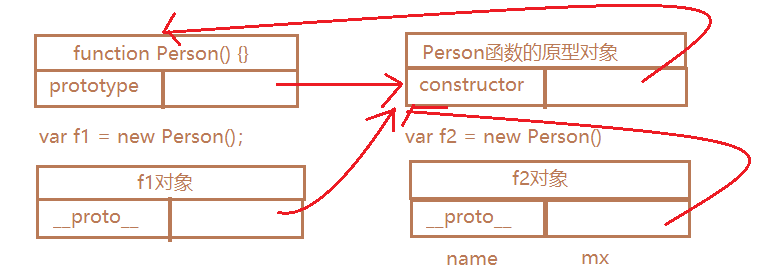 function Person() {}
Person函数的原型对象
prototype
constructor
var f1 = new Person();
var f2 = new Person()
f1对象
f2对象
__proto__
__proto__
name
mx